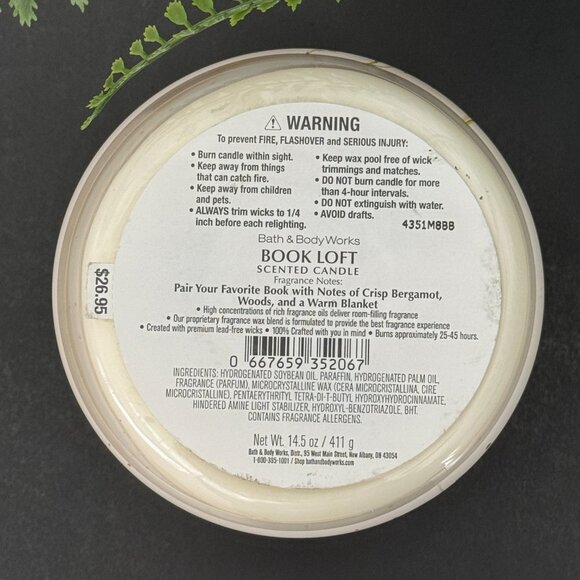 ⚠ WARNING
To prevent FIRE, FLASHOVER and SERIOUS INJURY:
• Burn candle within sight.
• Keep away from things
that can catch fire.
• Keep away from children
and pets.
• ALWAYS trim wicks to 1/4
inch before each relighting.
• Keep wax pool free of wick
trimmings and matches.
• DO NOT burn candle for more
than 4-hour intervals.
• DO NOT extinguish with water.
• AVOID drafts.
4351M8BB
Bath & Body Works
BOOK LOFT
SCENTED CANDLE
Fragrance Notes:
Pair Your Favorite Book with Notes of Crisp Bergamot,
Woods, and a Warm Blanket
• High concentrations of rich fragrance oils deliver room-filling fragrance
• Our proprietary fragrance wax blend is formulated to provide the best fragrance experience
• Created with premium lead-free wicks • 100% Crafted with you in mind • Burns approximately 25-45 hours.
$26.95
0 667659 352067
INGREDIENTS: HYDROGENATED SOYBEAN OIL, PARAFFIN, HYDROGENATED PALM OIL,
FRAGRANCE (PARFUM), MICROCRYSTALLINE WAX (CERA MICROCRISTALLINA, CIRE
MICROCRISTALLINE), PENTAERYTHRITYL TETRA-DI-T-BUTYL HYDROXYHYDROCINNAMATE,
HINDERED AMINE LIGHT STABILIZER, HYDROXYL-BENZOTRIAZOLE, BHT.
CONTAINS FRAGRANCE ALLERGENS.
Net Wt. 14.5 oz / 411 g
Bath & Body Works, Distr., 95 West Main Street, New Albany, OH 43054
1-800-395-1001 / Shop bathandbodyworks.com